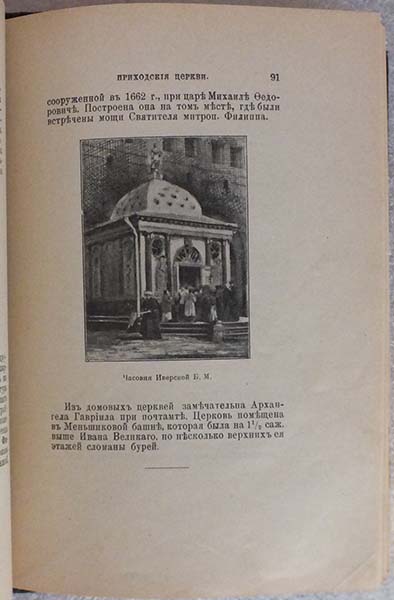 ПРИХОДСКІЯ ЦЕРКВИ. 91
сооруженной въ 1662 г., при царѣ Михаилѣ Ѳедо-
ровичѣ. Построена она на томъ мѣстѣ, гдѣ были
встрѣчены мощи Святителя митроп. Филиппа.
Часовня Иверской Б. М.
Изъ домовыхъ церквей замѣчательна Архан-
гела Гавріила при почтамтѣ. Церковь помѣщена
въ Меньшиковой башнѣ, которая была на 1½ саж.
выше Ивана Великаго, но нѣсколько верхнихъ ея
этажей сломаны бурей.